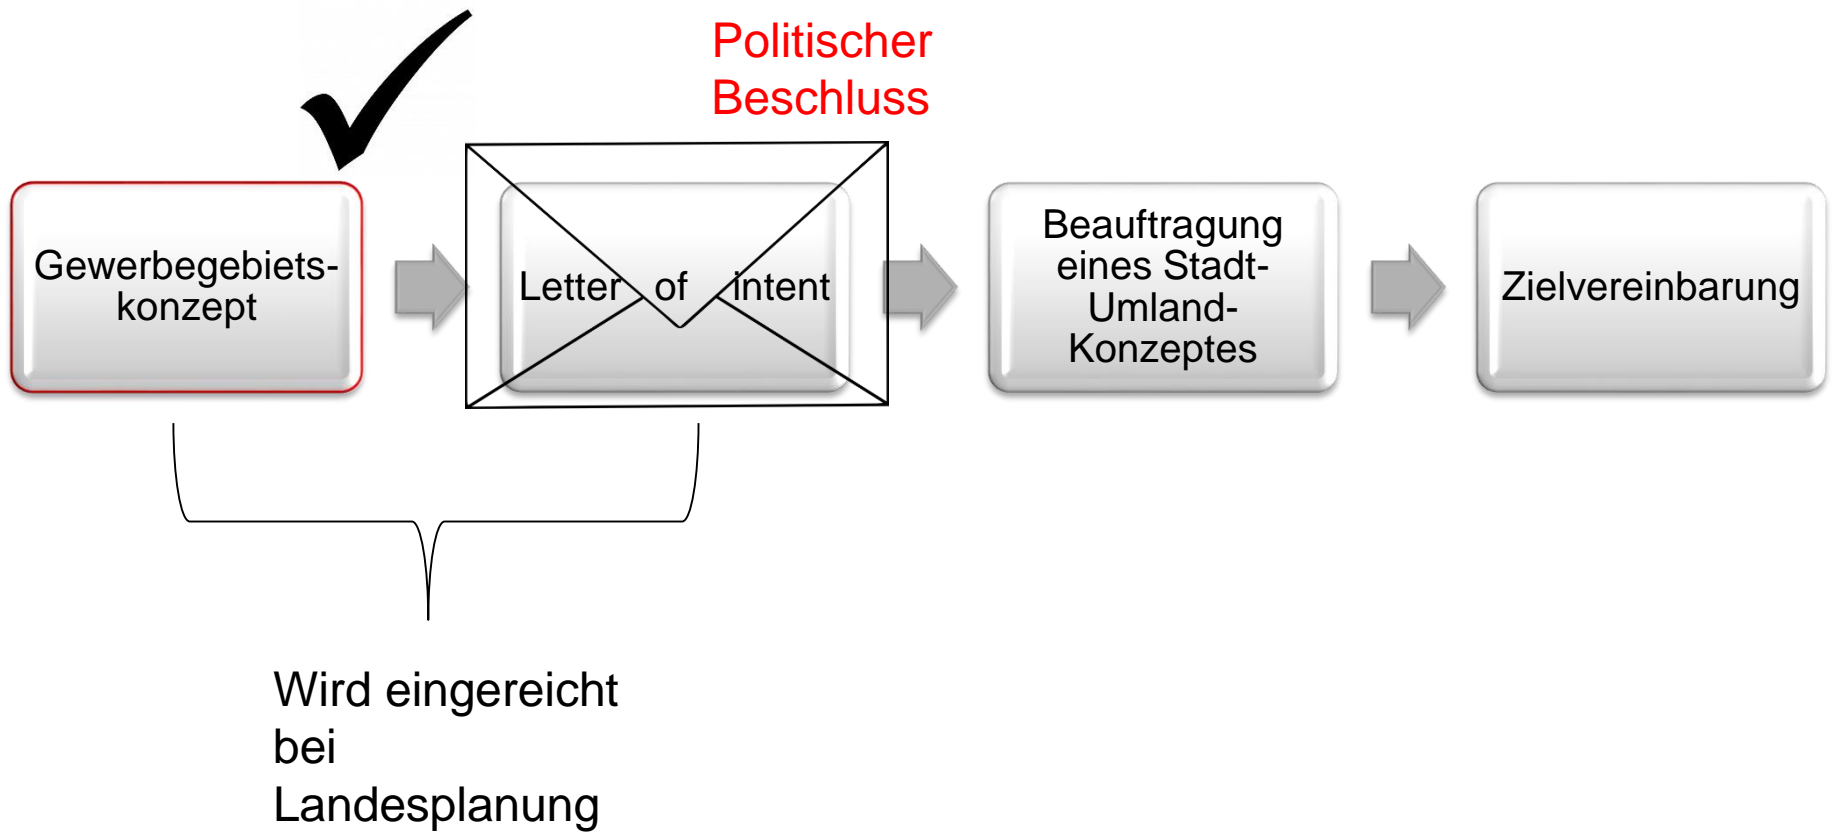 Politischer
Beschluss
Gewerbegebiets-
konzept
Letter of intent
Beauftragung
eines Stadt-
Umland-
Konzeptes
Zielvereinbarung
Wird eingereicht
bei
Landesplanung